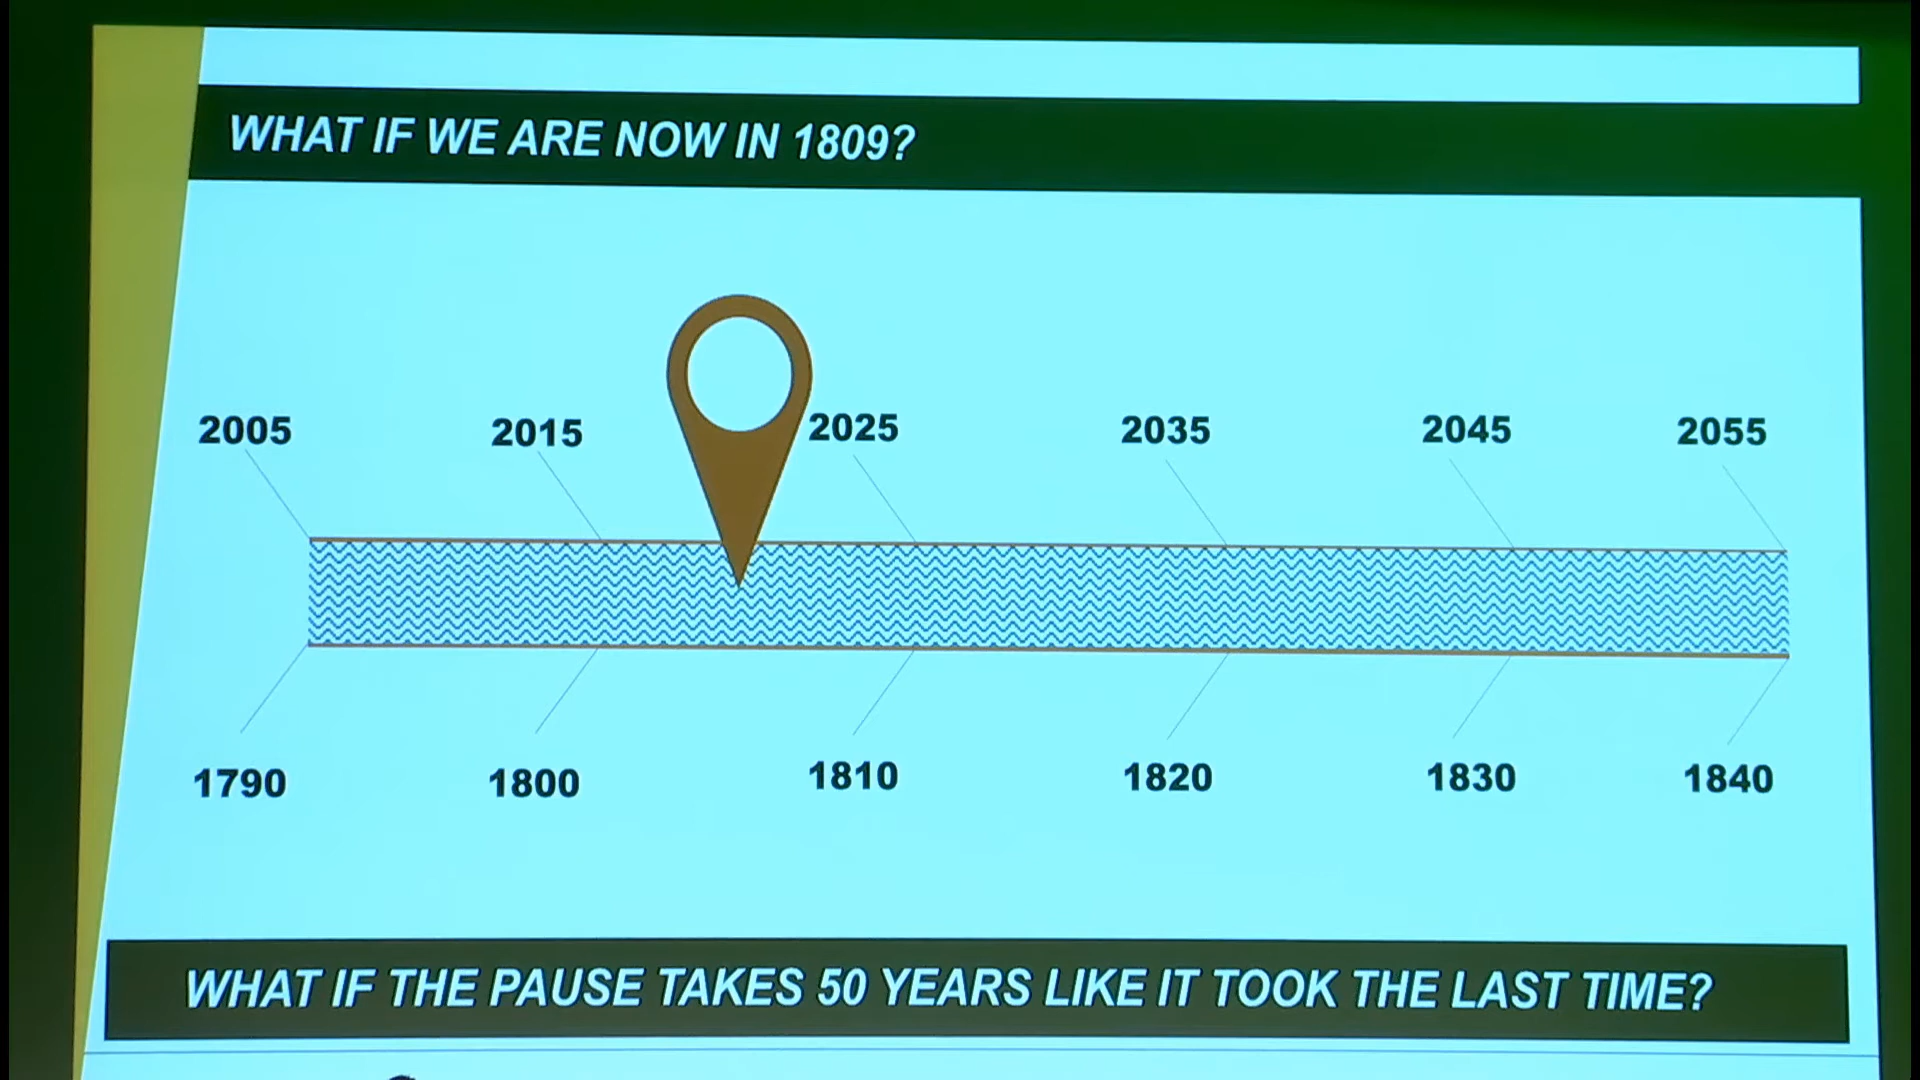 WHAT IF WE ARE NOW IN 1809?
2005 2015 2025 2035 2045 2055
1790 1800 1810 1820 1830 1840
WHAT IF THE PAUSE TAKES 50 YEARS LIKE IT TOOK THE LAST TIME?